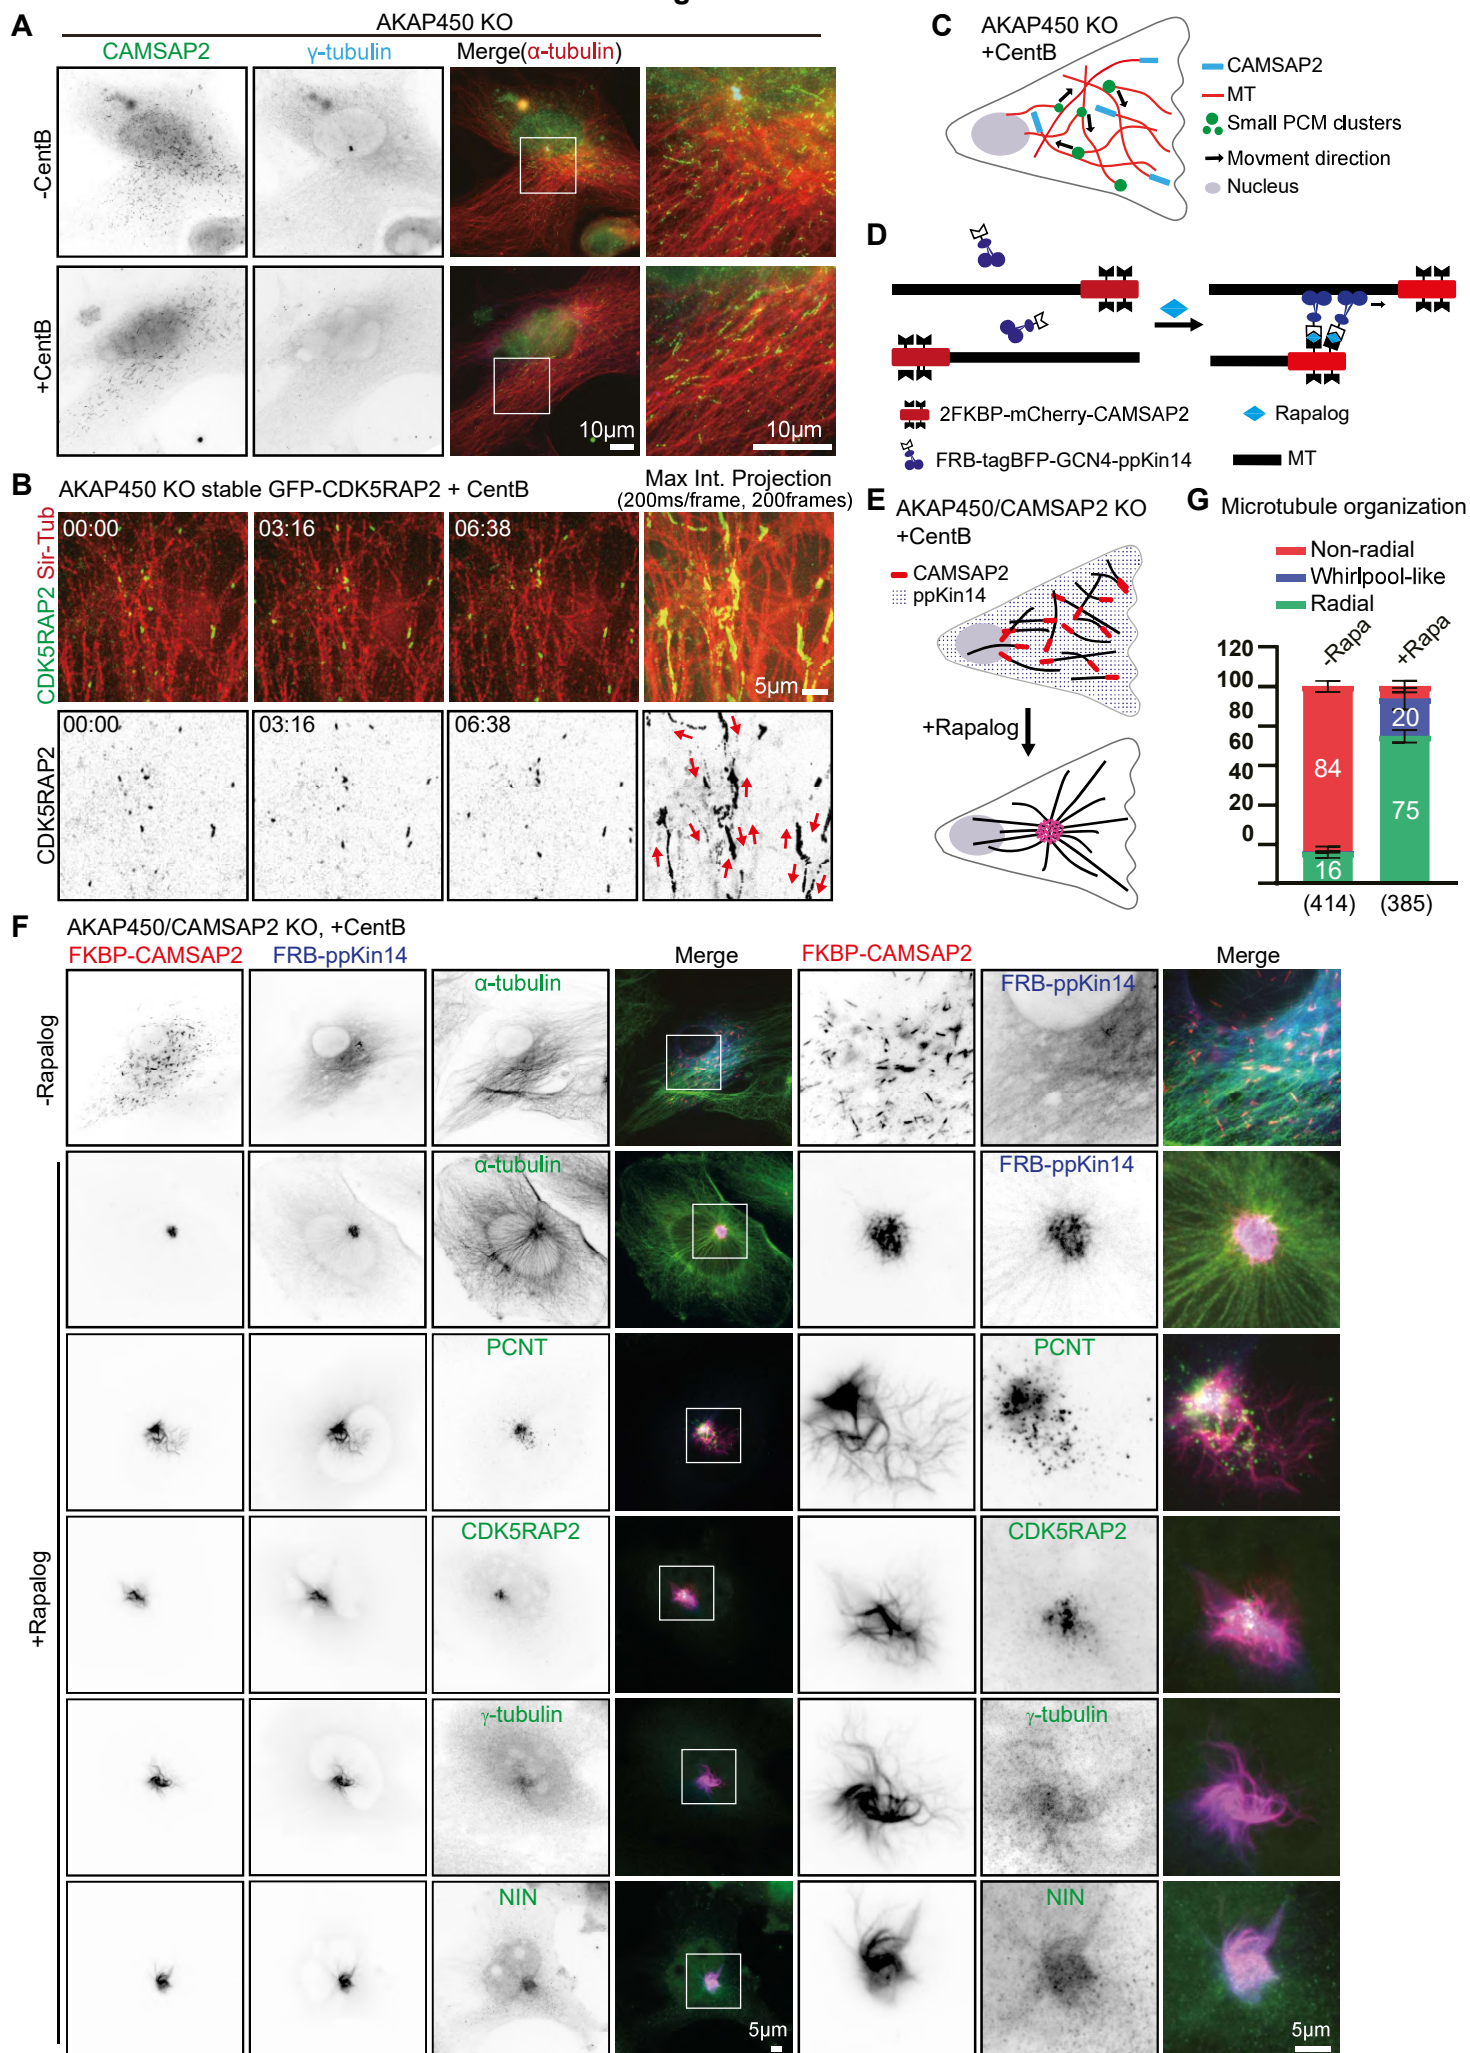 A
AKAP450 KO
CAMSAP2
γ-tubulin
Merge(α-tubulin)
-CentB
+CentB
10µm
10µm
B
AKAP450 KO stable GFP-CDK5RAP2 + CentB
Max Int. Projection
(200ms/frame, 200frames)
CDK5RAP2 Sir-Tub
00:00
03:16
06:38
5µm
CDK5RAP2
00:00
03:16
06:38
C
AKAP450 KO
+CentB
CAMSAP2
MT
Small PCM clusters
Movment direction
Nucleus
D
2FKBP-mCherry-CAMSAP2
Rapalog
FRB-tagBFP-GCN4-ppKin14
MT
E
AKAP450/CAMSAP2 KO
+CentB
CAMSAP2
ppKin14
+Rapalog
G
Microtubule organization
Non-radial
Whirlpool-like
Radial
-Rapa
+Rapa
120
100
80
60
40
20
0
84
16
20
75
(414)
(385)
F
AKAP450/CAMSAP2 KO, +CentB
FKBP-CAMSAP2
FRB-ppKin14
Merge
FKBP-CAMSAP2
Merge
-Rapalog
α-tubulin
FRB-ppKin14
+Rapalog
α-tubulin
FRB-ppKin14
PCNT
PCNT
CDK5RAP2
CDK5RAP2
γ-tubulin
γ-tubulin
NIN
NIN
5µm
5µm